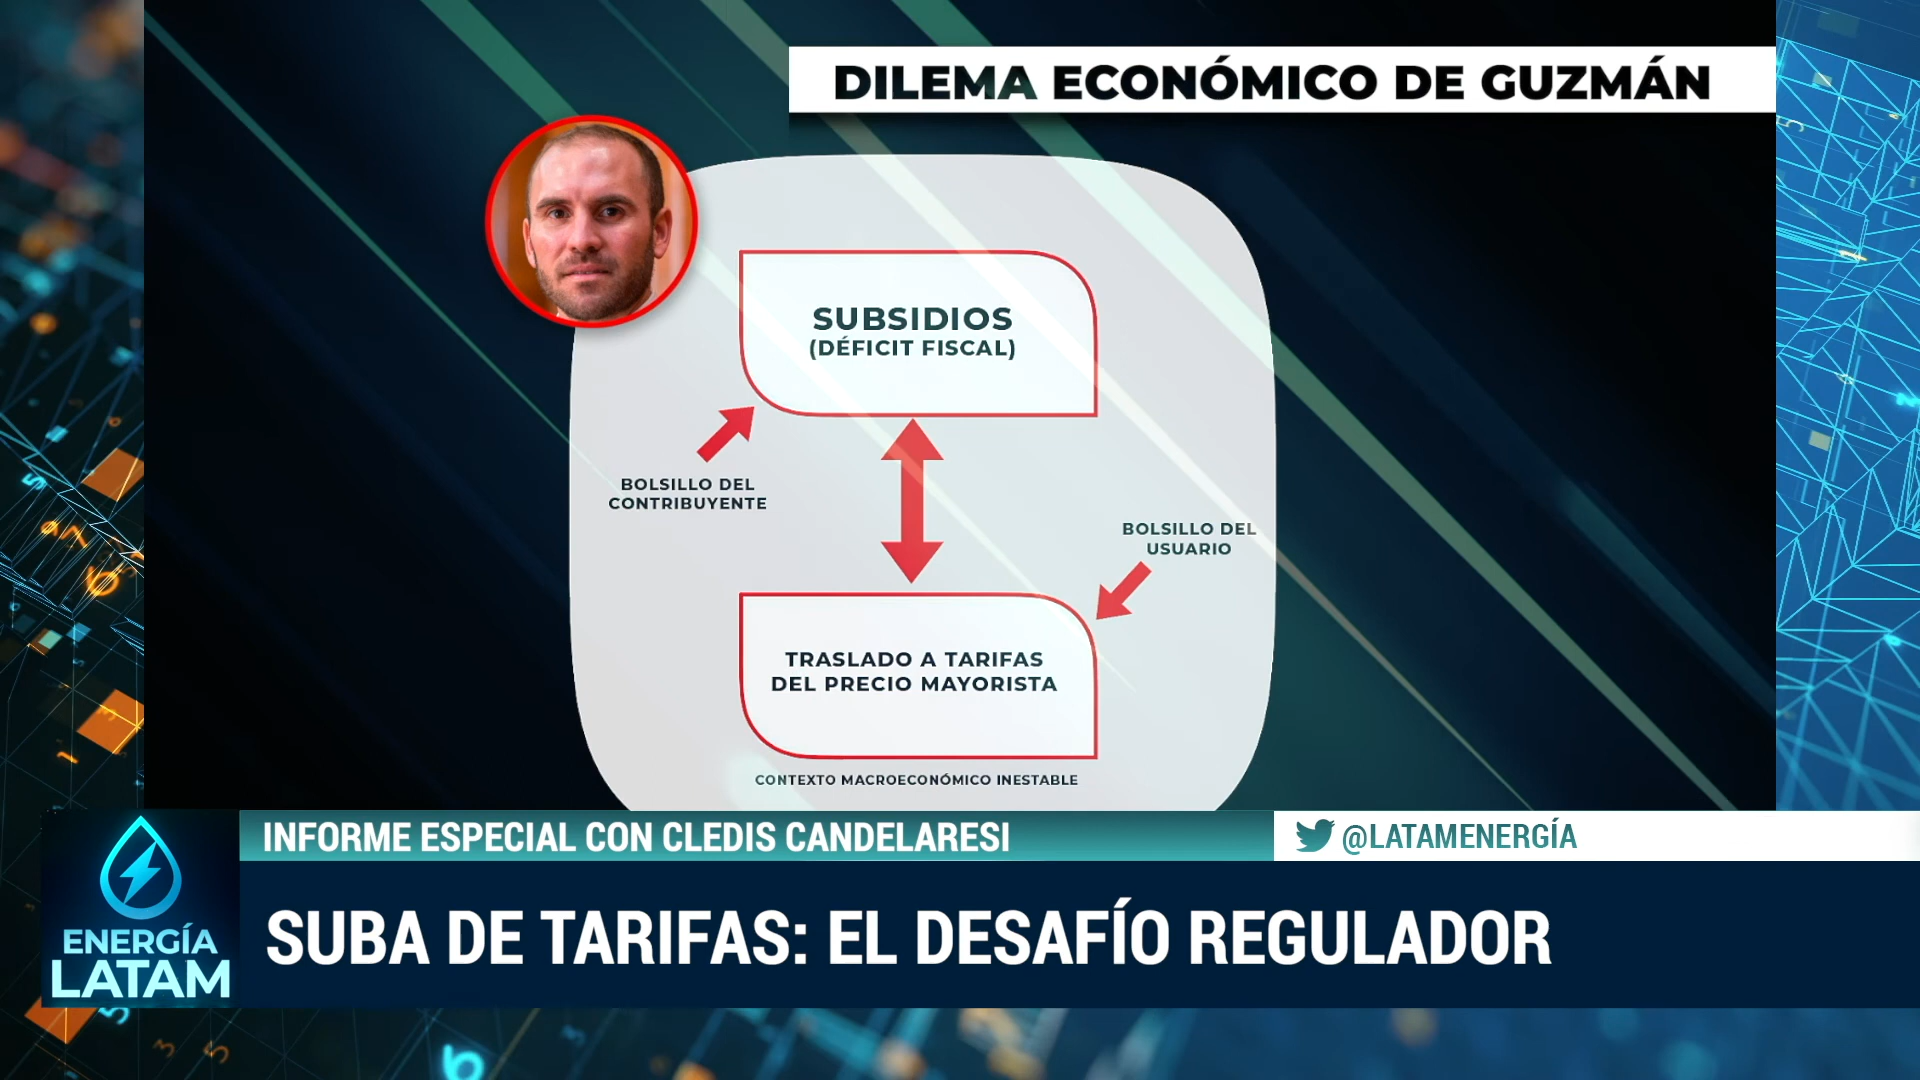 DILEMA ECONÓMICO DE GUZMÁN
SUBSIDIOS
(DÉFICIT FISCAL)
BOLSILLO DEL
CONTRIBUYENTE
BOLSILLO DEL
USUARIO
TRASLADO A TARIFAS
DEL PRECIO MAYORISTA
CONTEXTO MACROECONÓMICO INESTABLE
INFORME ESPECIAL CON CLEDIS CANDELARESI
@LATAMENERGÍA
ENERGÍA
LATAM
SUBA DE TARIFAS: EL DESAFÍO REGULADOR